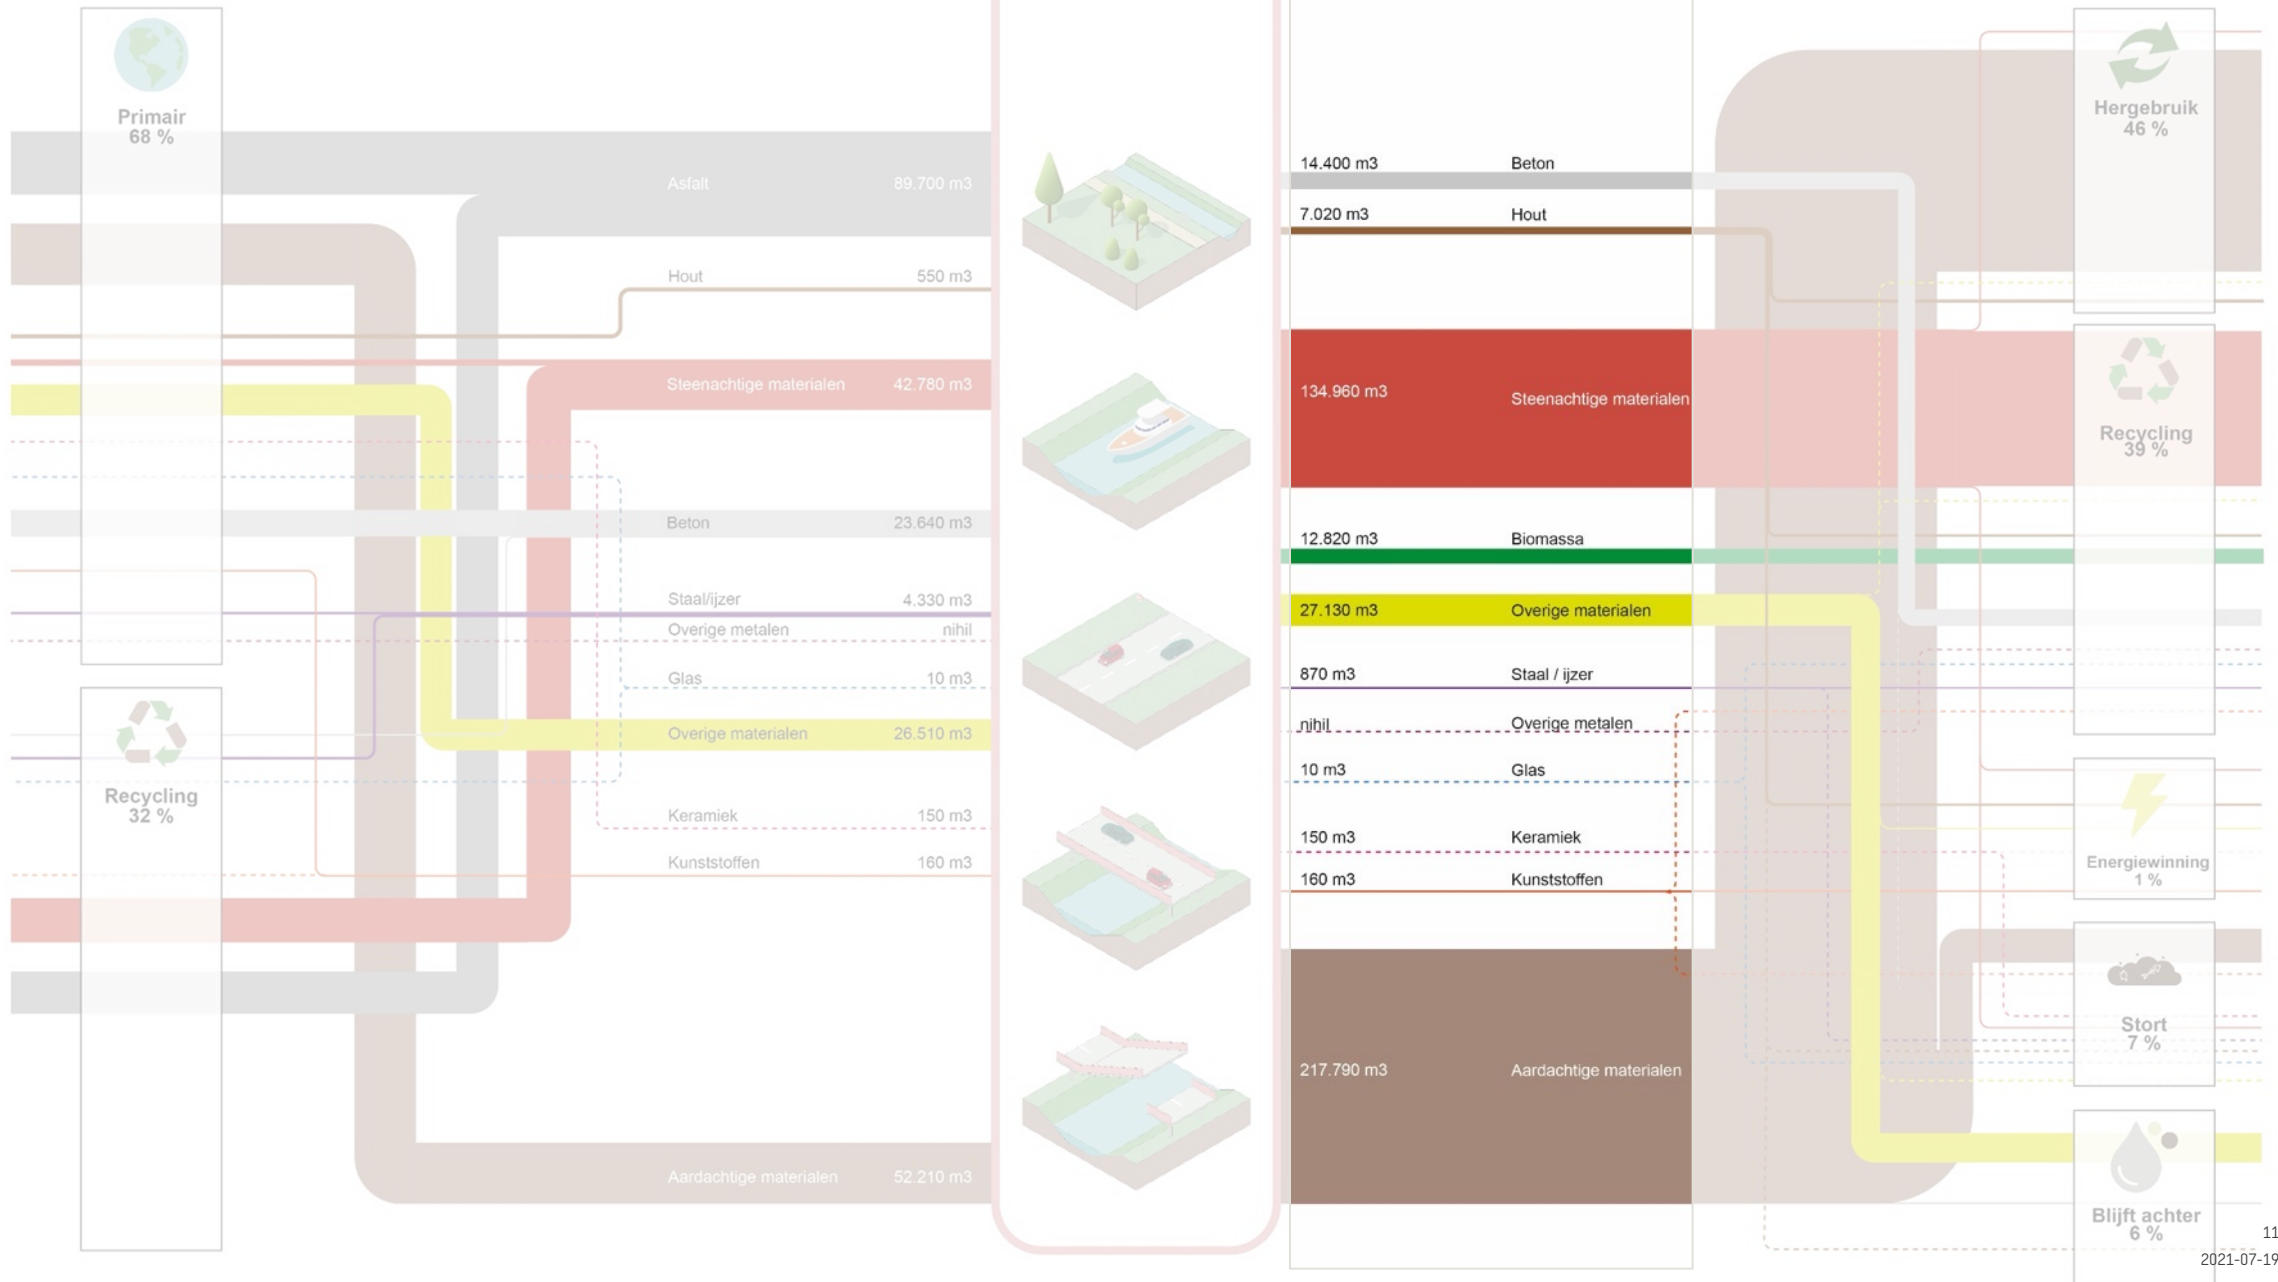 Primair
68 %
Recycling
32 %
Asfalt 89.700 m3
Hout 550 m3
Steenachtige materialen 42.780 m3
Beton 23.640 m3
Staal/ijzer 4.330 m3
Overige metalen nihil
Glas 10 m3
Overige materialen 26.510 m3
Keramiek 150 m3
Kunststoffen 160 m3
Aardachtige materialen 52.210 m3
14.400 m3 Beton
7.020 m3 Hout
134.960 m3 Steenachtige materialen
12.820 m3 Biomassa
27.130 m3 Overige materialen
870 m3 Staal / ijzer
nihil Overige metalen
10 m3 Glas
150 m3 Keramiek
160 m3 Kunststoffen
217.790 m3 Aardachtige materialen
Hergebruik
46 %
Recycling
39 %
Energiewinning
1 %
Stort
7 %
Blijft achter
6 %
11
2021-07-19